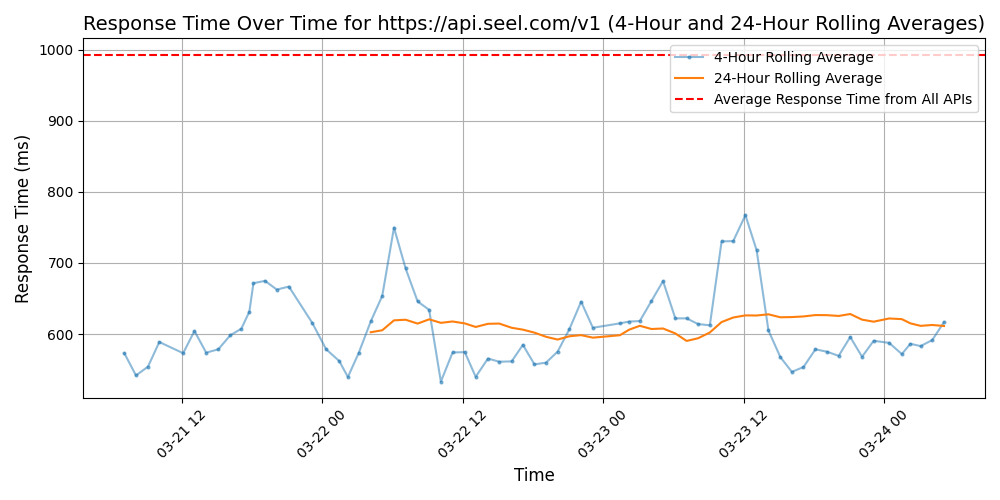 Response Time Over Time for https://api.seel.com/v1 (4-Hour and 24-Hour Rolling Averages)
4-Hour Rolling Average
24-Hour Rolling Average
Average Response Time from All APIs
Response Time (ms)
1000
900
800
700
600
03-21 12
03-22 00
03-22 12
03-23 00
03-23 12
03-24 00
Time